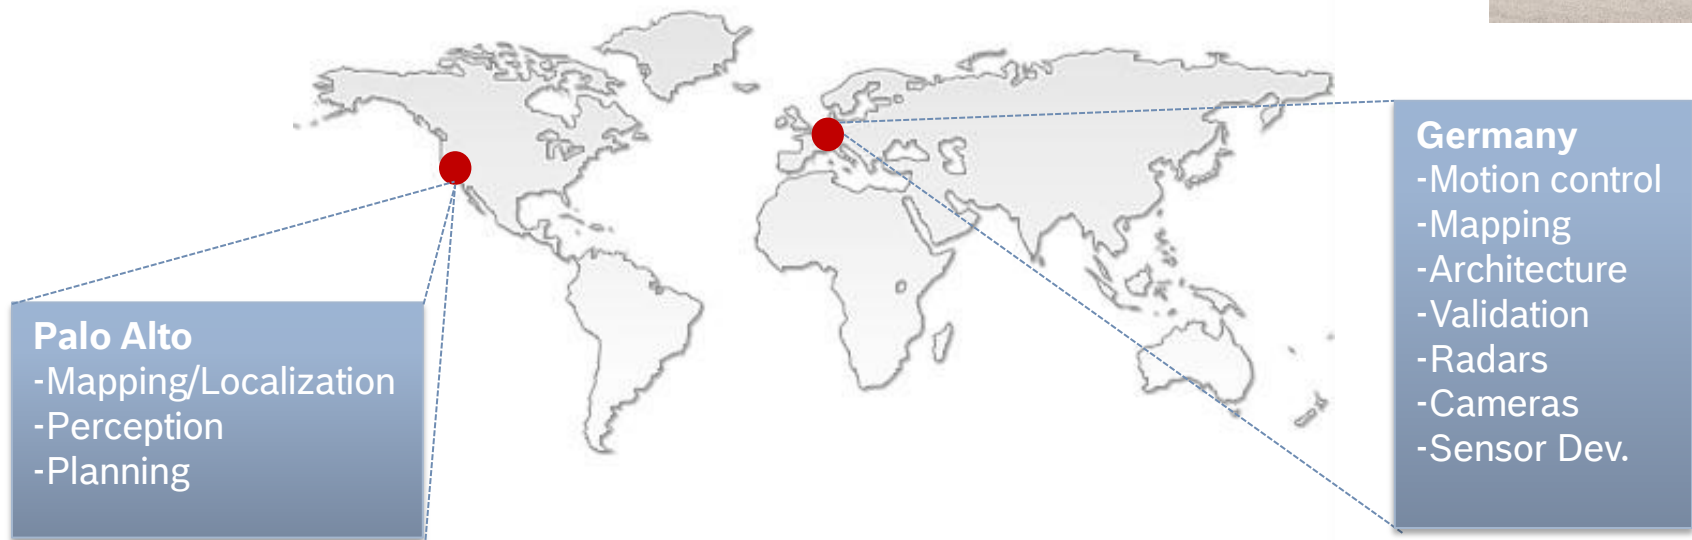 Palo Alto
-Mapping/Localization
-Perception
-Planning
Germany
-Motion control
-Mapping
-Architecture
-Validation
-Radars
-Cameras
-Sensor Dev.